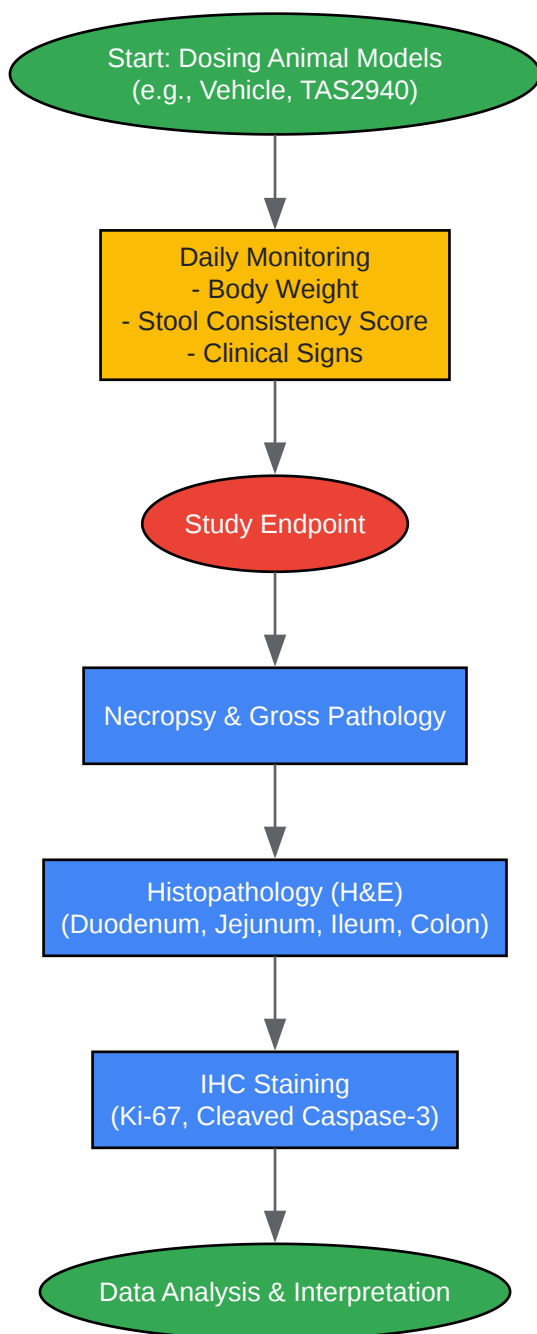 Start: Dosing Animal Models
(e.g., Vehicle, TAS2940)
Daily Monitoring
- Body Weight
- Stool Consistency Score
- Clinical Signs
Study Endpoint
Necropsy & Gross Pathology
Histopathology (H&E)
(Duodenum, Jejunum, Ileum, Colon)
IHC Staining
(Ki-67, Cleaved Caspase-3)
Data Analysis & Interpretation